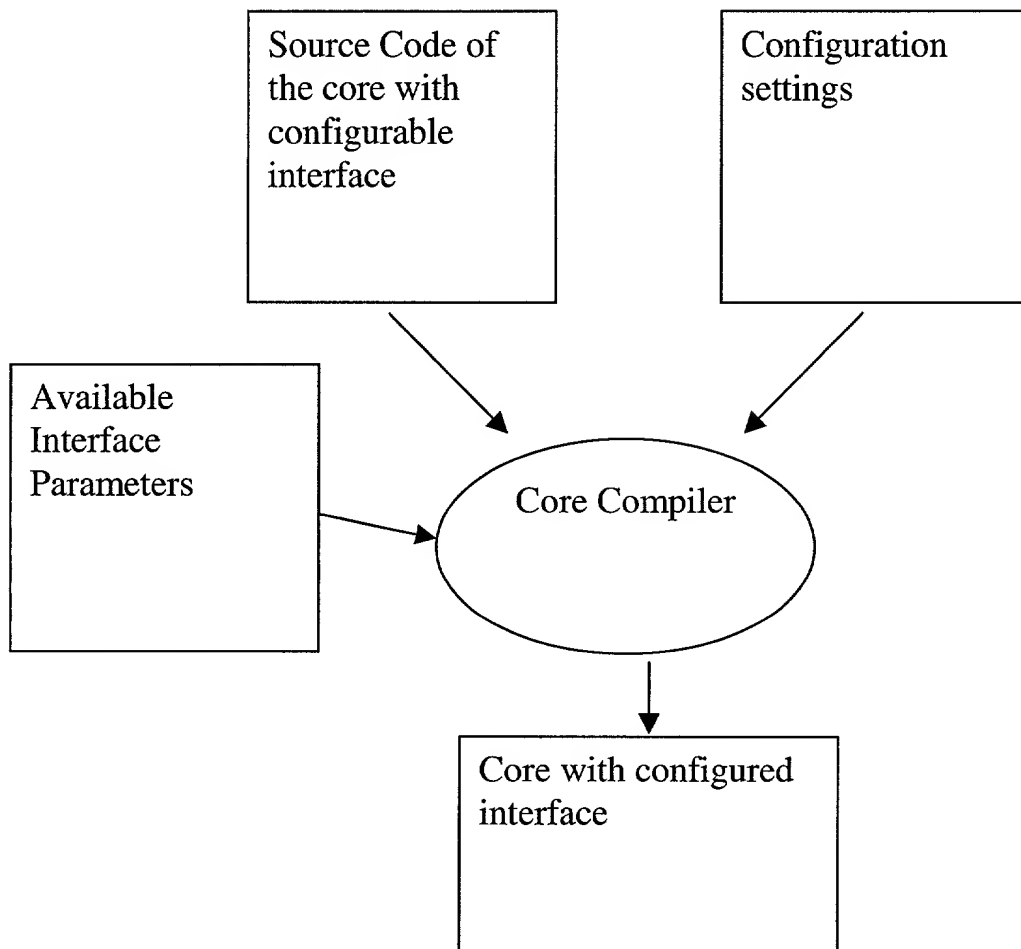 Source Code of
the core with
configurable
interface
Configuration
settings
Available
Interface
Parameters
Core Compiler
Core with configured
interface